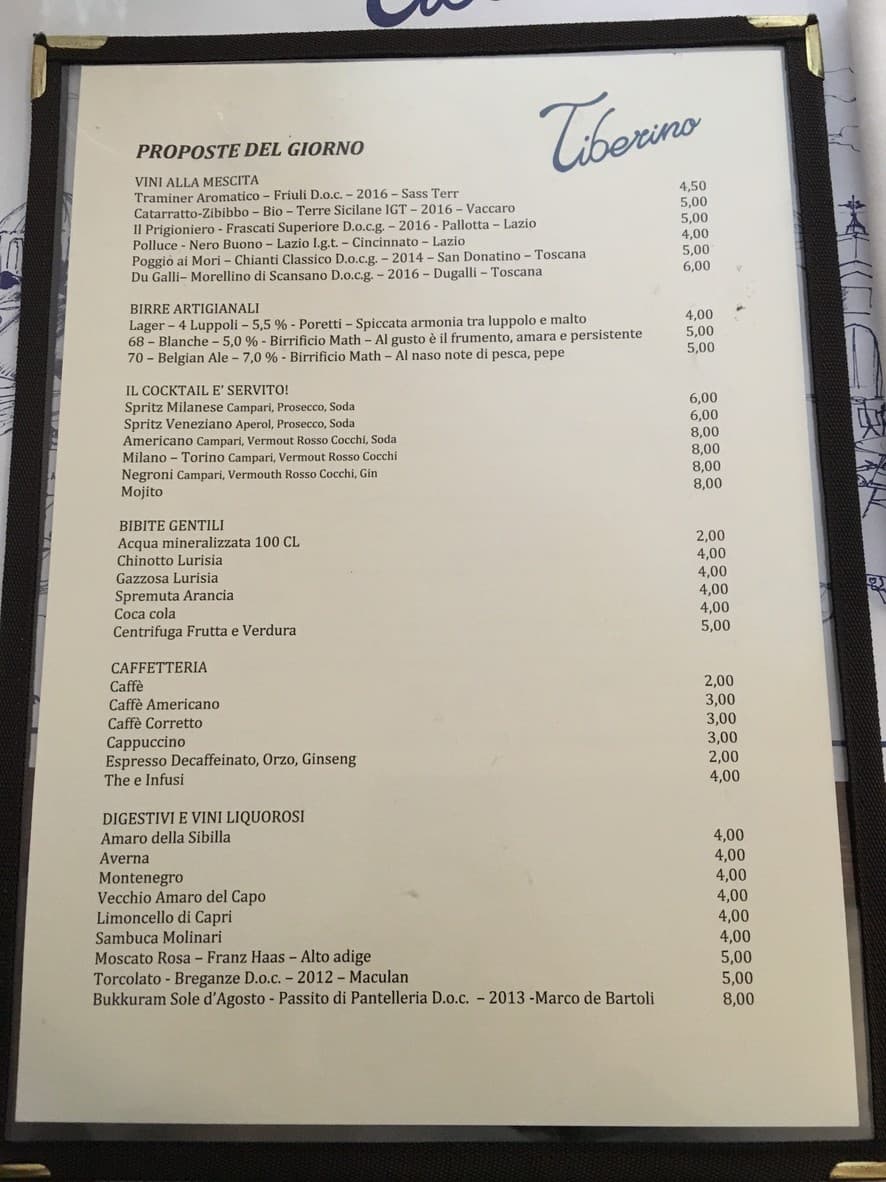 Tiberino
PROPOSTE DEL GIORNO
VINI ALLA MESCITA
Traminer Aromatico – Friuli D.o.c. – 2016 – Sass Terr 4,50
Catarratto-Zibibbo – Bio – Terre Sicilane IGT – 2016 – Vaccaro 5,00
Il Prigioniero - Frascati Superiore D.o.c.g. – 2016 - Pallotta – Lazio 5,00
Polluce - Nero Buono – Lazio I.g.t. – Cincinnato – Lazio 4,00
Poggio ai Mori – Chianti Classico D.o.c.g. – 2014 – San Donatino – Toscana 5,00
Du Galli– Morellino di Scansano D.o.c.g. – 2016 – Dugalli – Toscana 6,00
BIRRE ARTIGIANALI
Lager – 4 Luppoli – 5,5 % - Poretti – Spiccata armonia tra luppolo e malto 4,00
68 – Blanche – 5,0 % - Birrificio Math – Al gusto è il frumento, amara e persistente 5,00
70 – Belgian Ale – 7,0 % - Birrificio Math – Al naso note di pesca, pepe 5,00
IL COCKTAIL E' SERVITO!
Spritz Milanese Campari, Prosecco, Soda 6,00
Spritz Veneziano Aperol, Prosecco, Soda 6,00
Americano Campari, Vermout Rosso Cocchi, Soda 8,00
Milano – Torino Campari, Vermout Rosso Cocchi 8,00
Negroni Campari, Vermouth Rosso Cocchi, Gin 8,00
Mojito 8,00
BIBITE GENTILI
Acqua mineralizzata 100 CL 2,00
Chinotto Lurisia 4,00
Gazzosa Lurisia 4,00
Spremuta Arancia 4,00
Coca cola 4,00
Centrifuga Frutta e Verdura 5,00
CAFFETTERIA
Caffè 2,00
Caffè Americano 3,00
Caffè Corretto 3,00
Cappuccino 3,00
Espresso Decaffeinato, Orzo, Ginseng 2,00
The e Infusi 4,00
DIGESTIVI E VINI LIQUOROSI
Amaro della Sibilla 4,00
Averna 4,00
Montenegro 4,00
Vecchio Amaro del Capo 4,00
Limoncello di Capri 4,00
Sambuca Molinari 4,00
Moscato Rosa – Franz Haas – Alto adige 5,00
Torcolato - Breganze D.o.c. – 2012 – Maculan 5,00
Bukkuram Sole d'Agosto - Passito di Pantelleria D.o.c. – 2013 -Marco de Bartoli 8,00